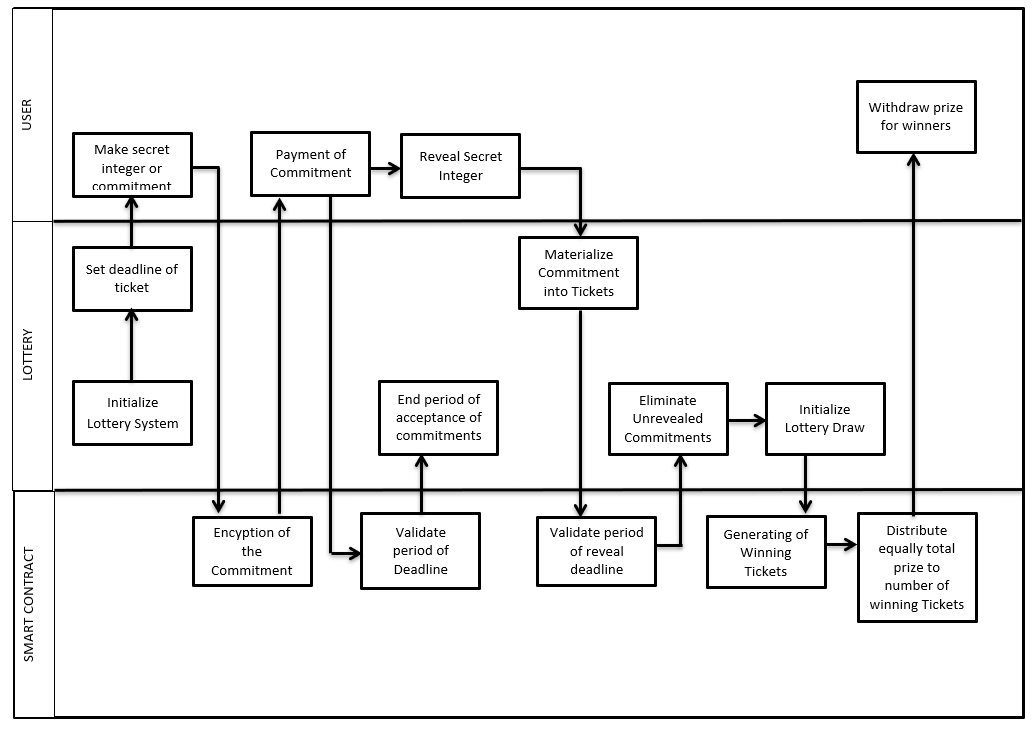 USER
Make secret
integer or
commitment
Payment of
Commitment
Reveal Secret
Integer
Withdraw prize
for winners
LOTTERY
Set deadline of
ticket
Initialize
Lottery System
End period of
acceptance of
commitments
Materialize
Commitment
into Tickets
Eliminate
Unrevealed
Commitments
Initialize
Lottery Draw
SMART CONTRACT
Encyption of
the
Commitment
Validate
period of
Deadline
Validate period
of reveal
deadline
Generating of
Winning
Tickets
Distribute
equally total
prize to
number of
winning Tickets